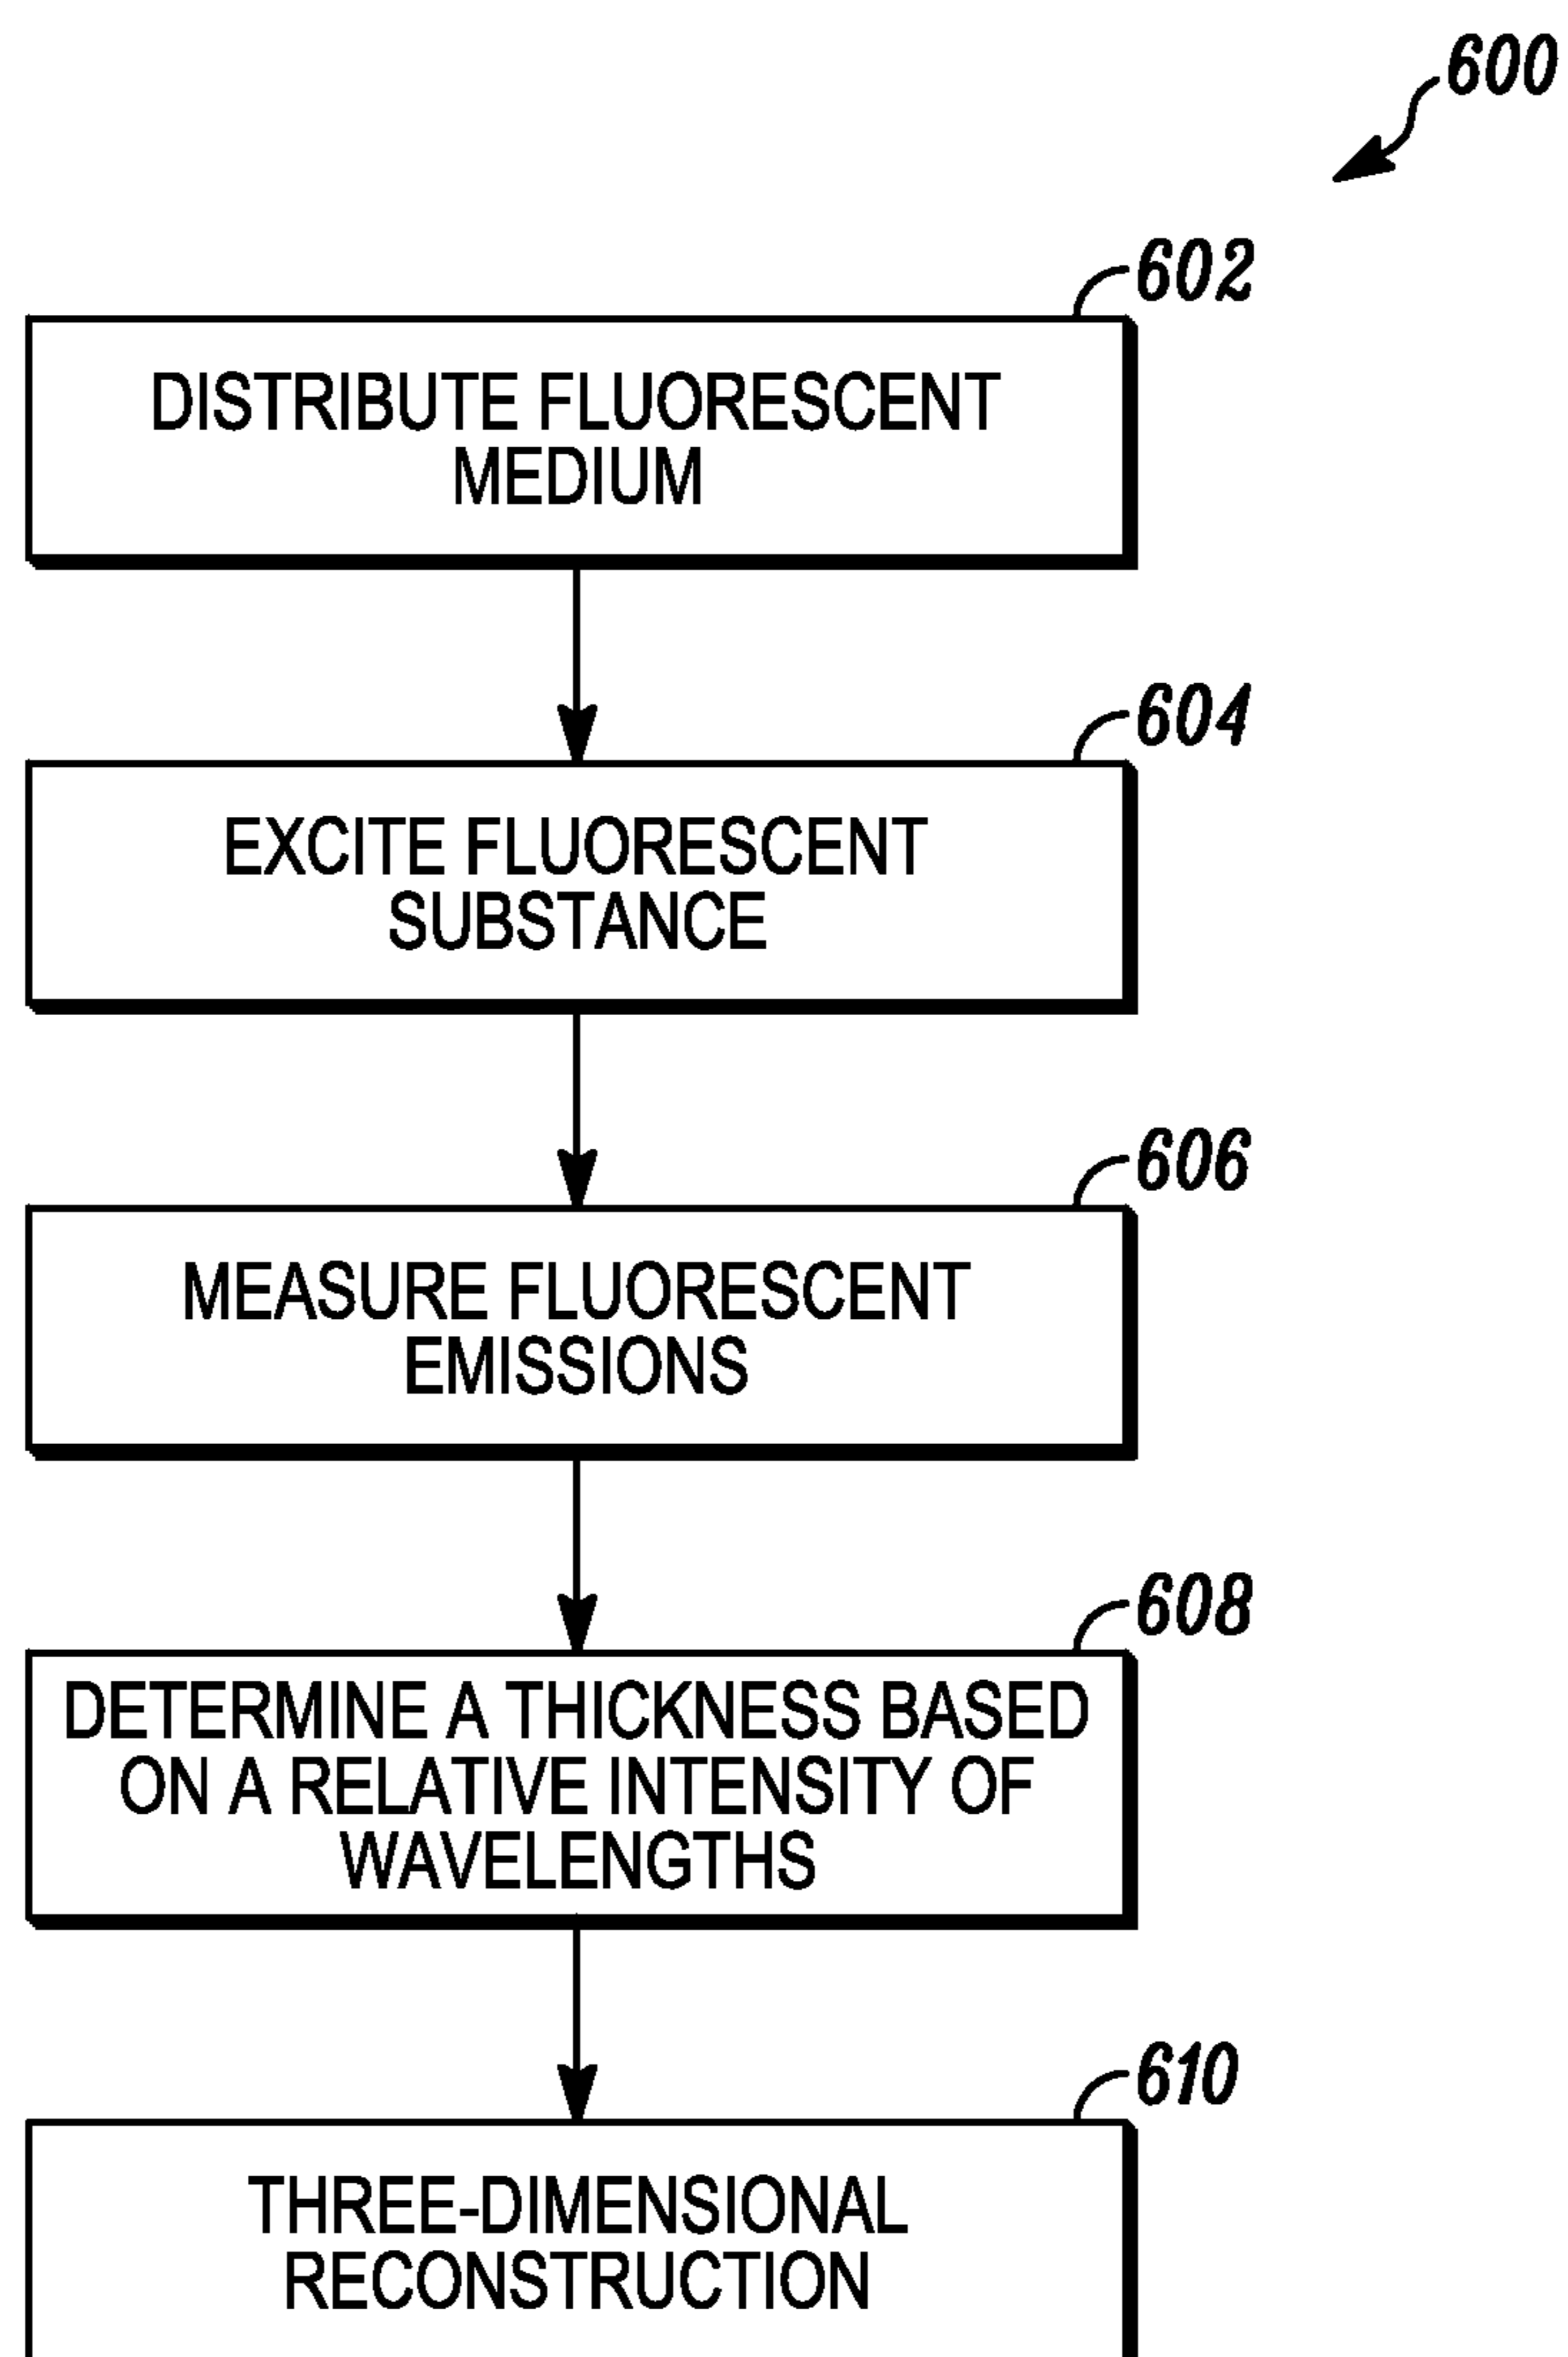 600
602
DISTRIBUTE FLUORESCENT
MEDIUM
604
EXCITE FLUORESCENT
SUBSTANCE
606
MEASURE FLUORESCENT
EMISSIONS
608
DETERMINE A THICKNESS BASED
ON A RELATIVE INTENSITY OF
WAVELENGTHS
610
THREE-DIMENSIONAL
RECONSTRUCTION